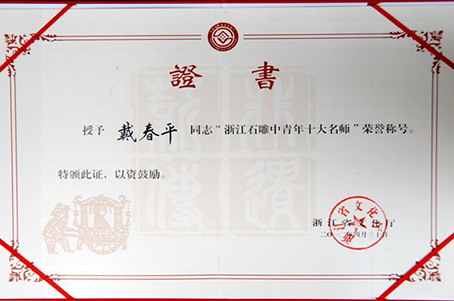 證書
授予 戴春平 同志“浙江石雕中青年十大名师”荣誉称号。
特颁此证，以资鼓励。
浙江省文化厅